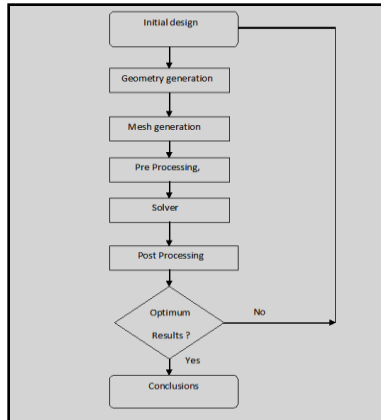 Initial design
Geometry generation
Mesh generation
Pre Processing,
Solver
Post Processing
Optimum
Results ?
No
Yes
Conclusions